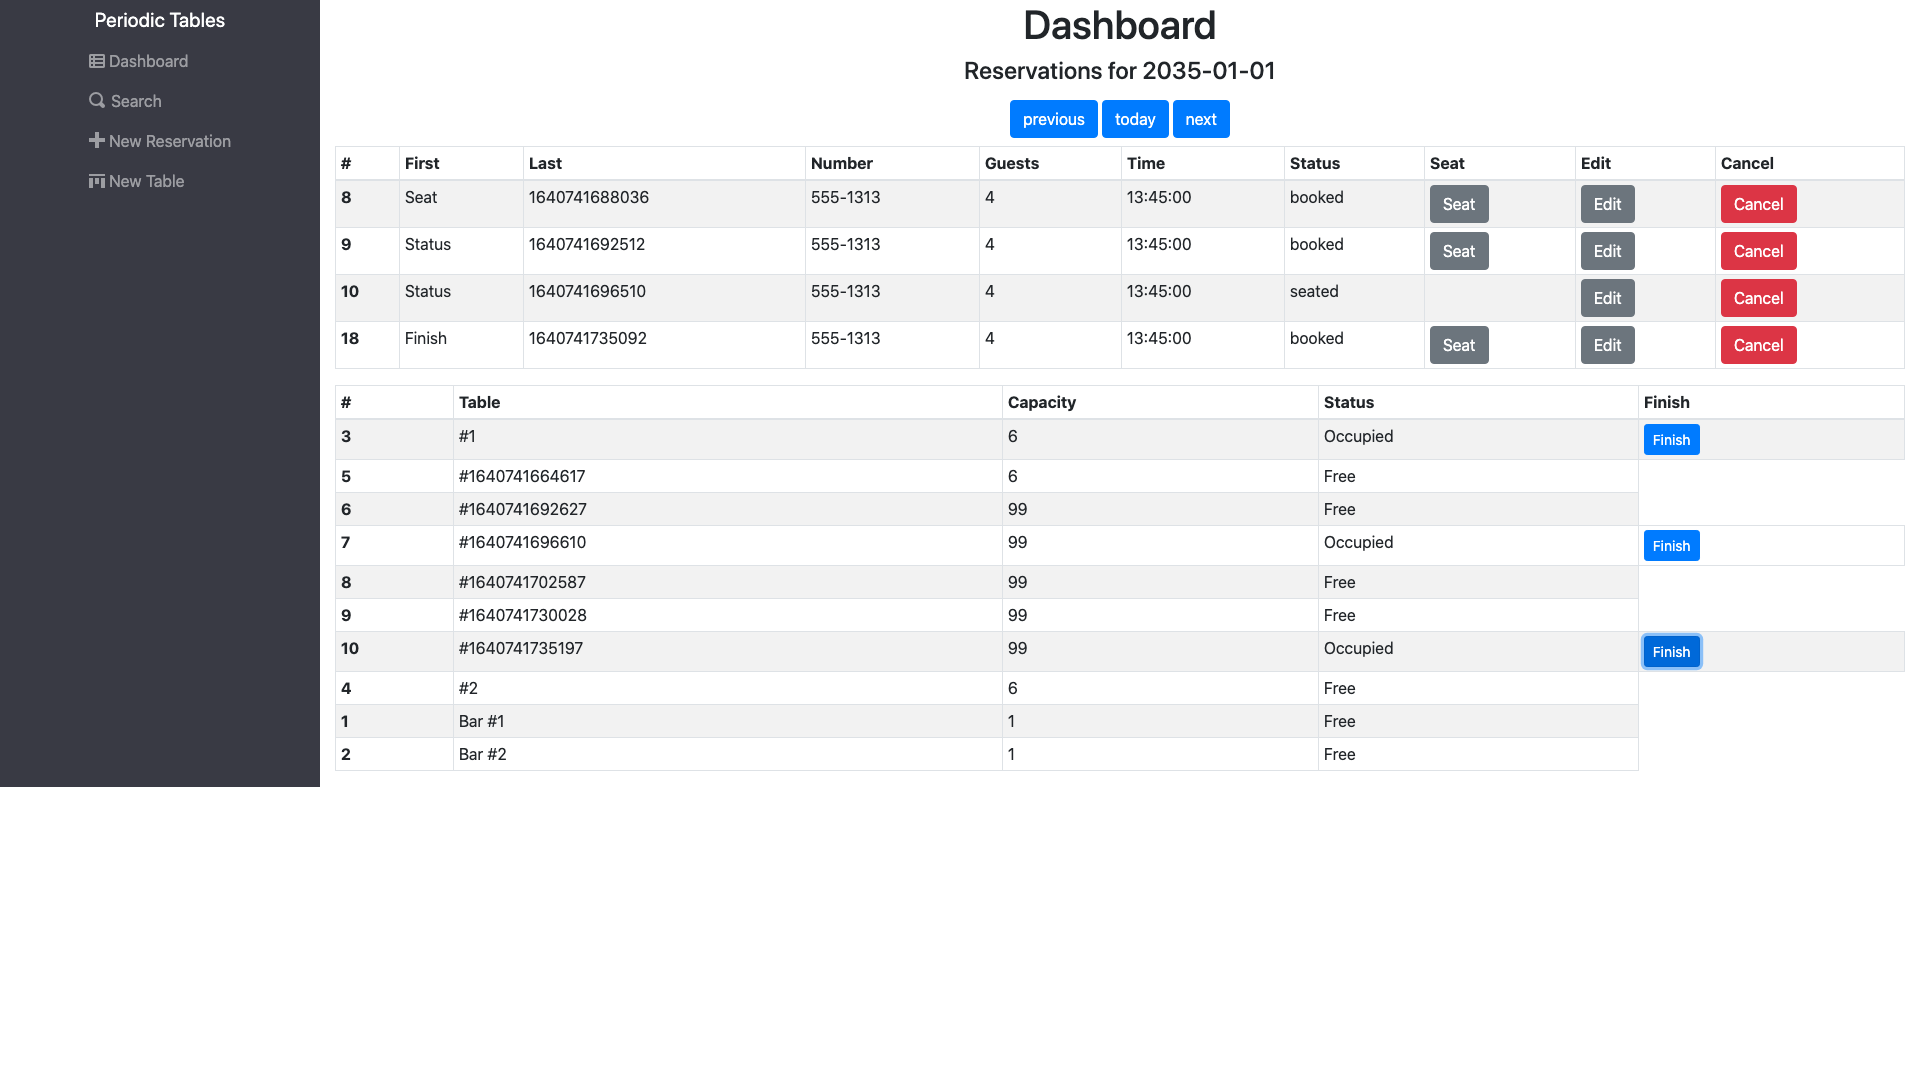 Periodic Tables
Dashboard
Search
New Reservation
New Table
Dashboard
Reservations for 2035-01-01
previous today next
# First Last Number Guests Time Status Seat Edit Cancel
8 Seat 1640741688036 555-1313 4 13:45:00 booked Seat Edit Cancel
9 Status 1640741692512 555-1313 4 13:45:00 booked Seat Edit Cancel
10 Status 1640741696510 555-1313 4 13:45:00 seated Edit Cancel
18 Finish 1640741735092 555-1313 4 13:45:00 booked Seat Edit Cancel
# Table Capacity Status Finish
3 #1 6 Occupied Finish
5 #1640741664617 6 Free
6 #1640741692627 99 Free
7 #1640741696610 99 Occupied Finish
8 #1640741702587 99 Free
9 #1640741730028 99 Free
10 #1640741735197 99 Occupied Finish
4 #2 6 Free
1 Bar #1 1 Free
2 Bar #2 1 Free